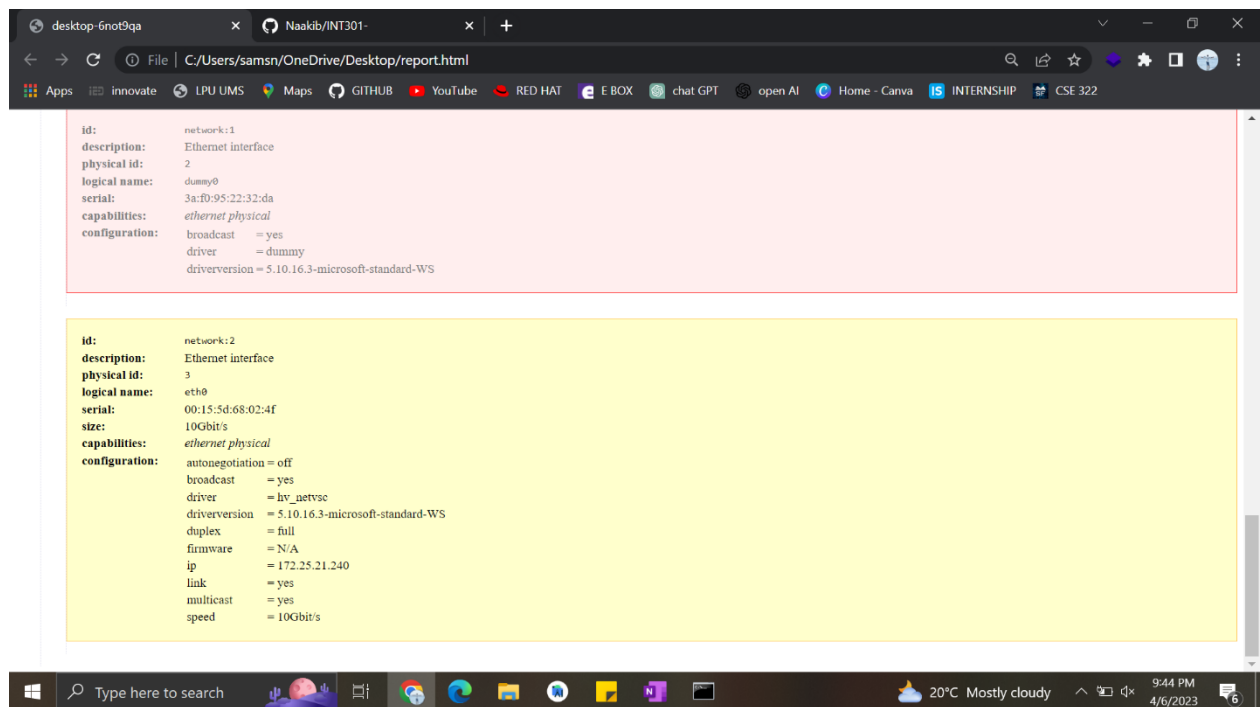 desktop-6not9qa
Naakib/INT301-
File C:/Users/samsn/OneDrive/Desktop/report.html
Apps innovate LPU UMS Maps GITHUB YouTube RED HAT E BOX chat GPT open AI Home - Canva IS INTERNSHIP CSE 322
id: network:1
description: Ethernet interface
physical id: 2
logical name: dummy0
serial: 3a:f0:95:22:32:da
capabilities: ethernet physical
configuration: broadcast = yes
driver = dummy
driverversion = 5.10.16.3-microsoft-standard-WS
id: network:2
description: Ethernet interface
physical id: 3
logical name: eth0
serial: 00:15:5d:68:02:4f
size: 10Gbit/s
capabilities: ethernet physical
configuration: autonegotiation = off
broadcast = yes
driver = hv_netvsc
driverversion = 5.10.16.3-microsoft-standard-WS
duplex = full
firmware = N/A
ip = 172.25.21.240
link = yes
multicast = yes
speed = 10Gbit/s
Type here to search
20°C Mostly cloudy
9:44 PM
4/6/2023
6